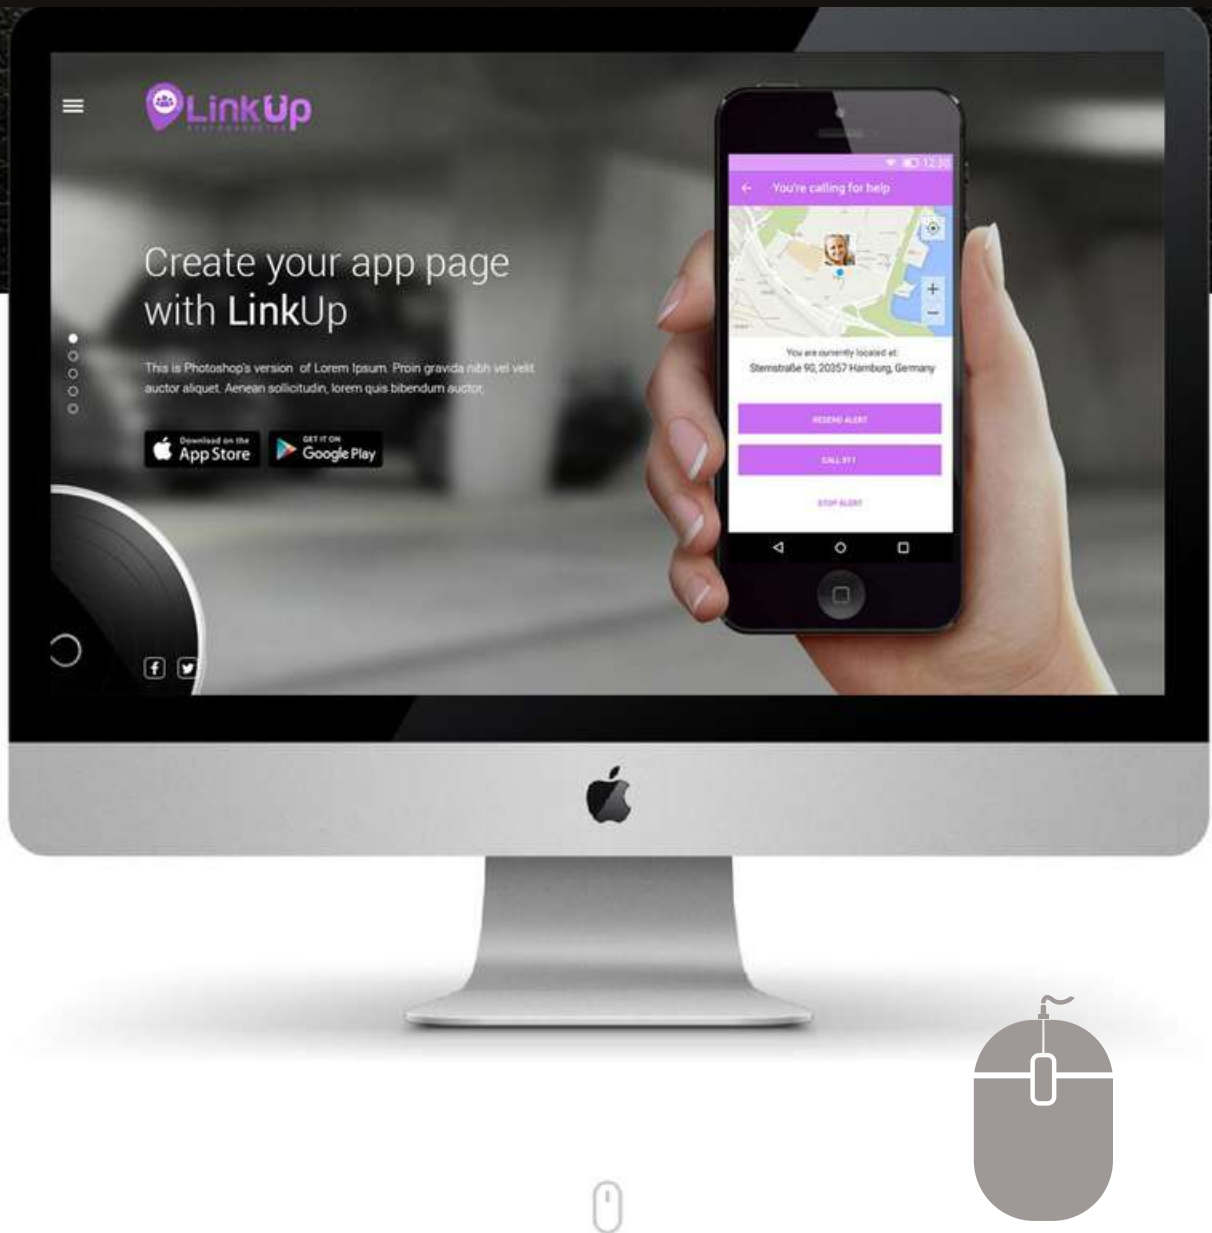 LinkUp
Create your app page
with LinkUp
This is Photoshop's version of Lorem Ipsum. Proin gravida nibh vel velit
auctor aliquet. Aenean sollicitudin, lorem quis bibendum auctor,
Download on the
App Store
GET IT ON
Google Play
12:30
You're calling for help
You are currently located at:
Sternstraße 90, 20357 Hamburg, Germany
RESEND ALERT
CALL 911
STOP ALERT